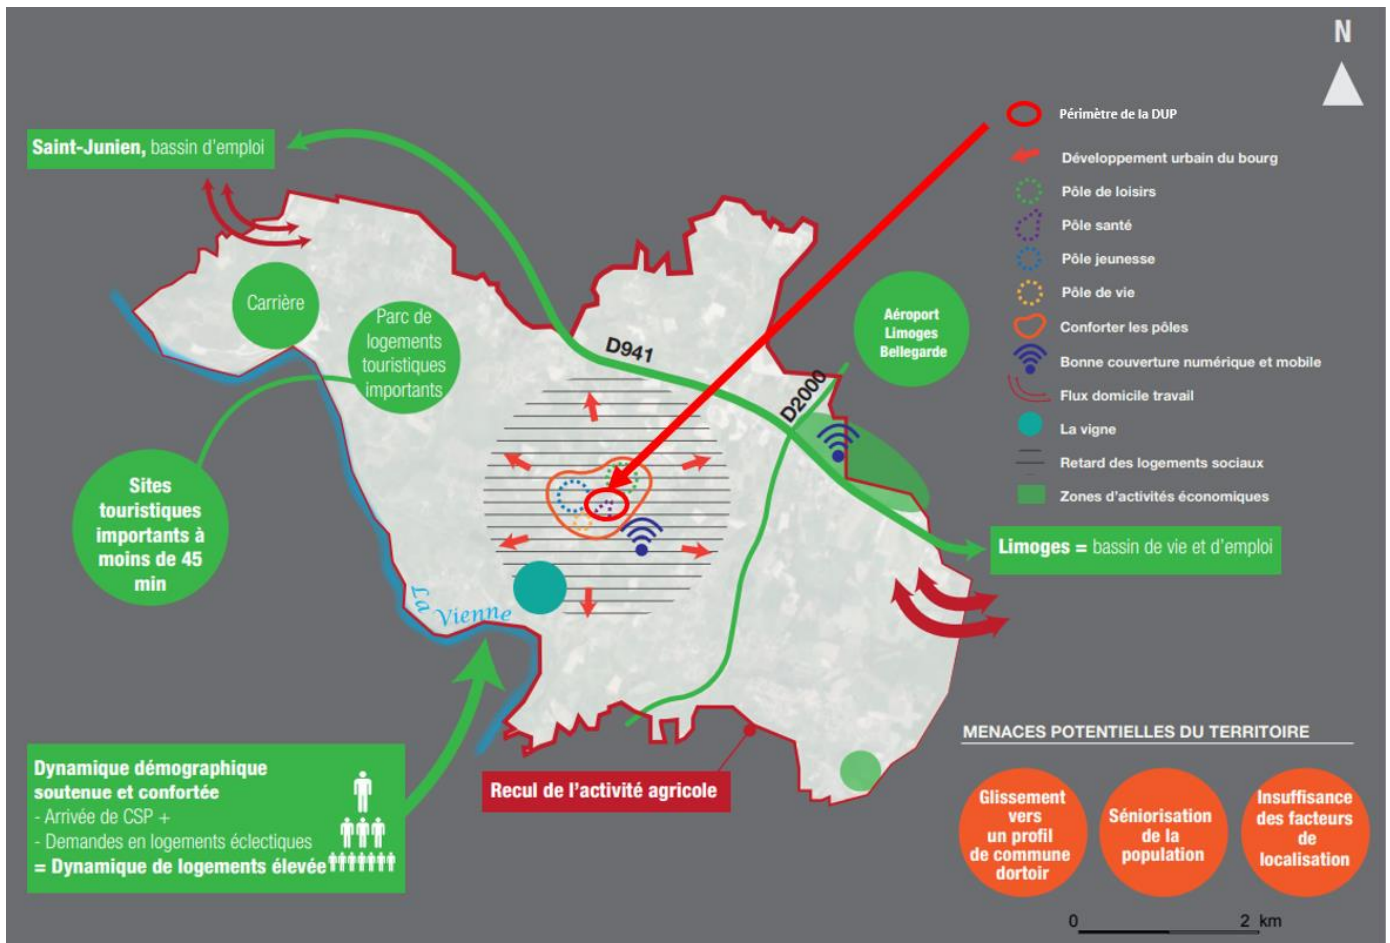 N
Saint-Junien, bassin d'emploi
Périmètre de la DUP
Développement urbain du bourg
Pôle de loisirs
Pôle santé
Pôle jeunesse
Pôle de vie
Conforter les pôles
Bonne couverture numérique et mobile
Flux domicile travail
La vigne
Retard des logements sociaux
Zones d'activités économiques
Carrière
Parc de
logements
touristiques
importants
Aéroport
Limoges
Bellegarde
D941
D2000
Sites
touristiques
importants à
moins de 45
min
Limoges = bassin de vie et d'emploi
La Vienne
Dynamique démographique
soutenue et confortée
- Arrivée de CSP +
- Demandes en logements éclectiques
= Dynamique de logements élevée
Recul de l'activité agricole
MENACES POTENTIELLES DU TERRITOIRE
Glissement
vers
un profil
de commune
dortoir
Séniorisation
de la
population
Insuffisance
des facteurs
de
localisation
0 2 km